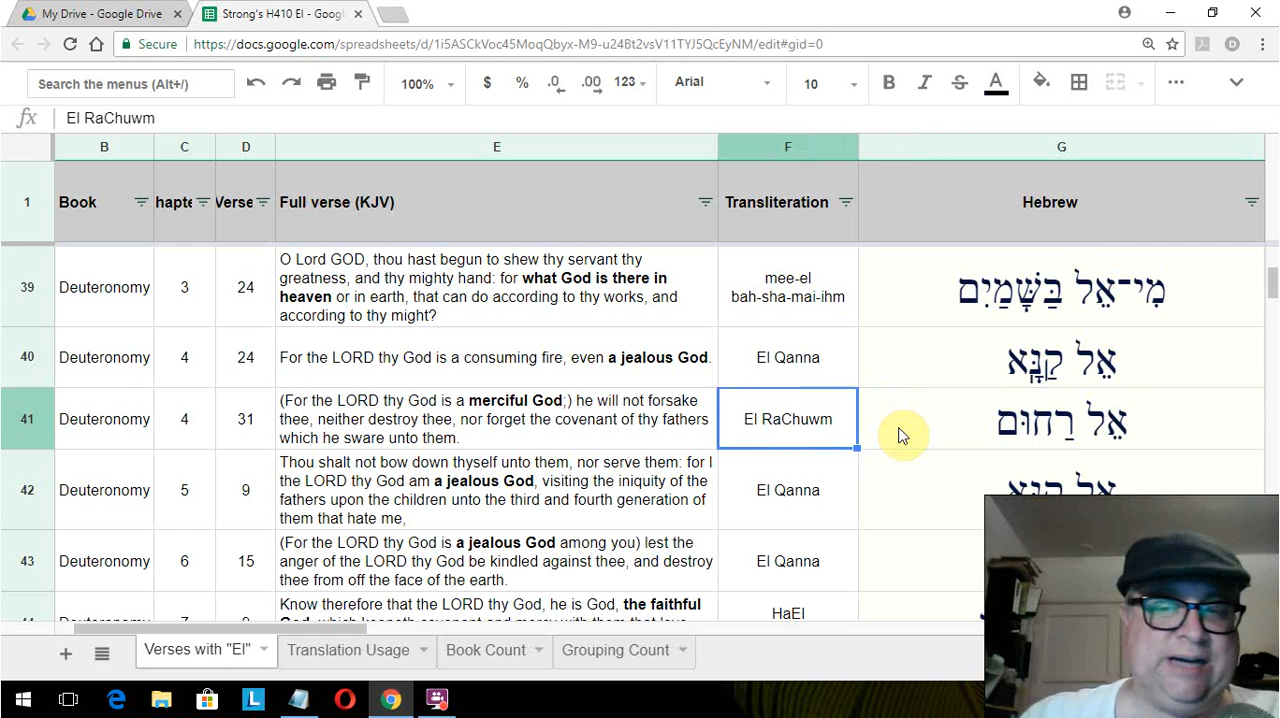 My Drive - Google Drive
Strong's H410 El - Goog
Secure
https://docs.google.com/spreadsheets/d/1i5ASCkVoc45MoqQbyx-M9-u24Bt2vsV11TYJ5QcEyNM/edit#gid=0
Search the menus (Alt+/)
100%
$
%
.0
.00
123
Arial
10
B
I
S
A
fx
El RaChuwm
B
C
D
E
F
G
1
Book
hapte
Verse
Full verse (KJV)
Transliteration
Hebrew
39
Deuteronomy
3
24
O Lord GOD, thou hast begun to shew thy servant thy
greatness, and thy mighty hand: for what God is there in
heaven or in earth, that can do according to thy works, and
according to thy might?
mee-el
bah-sha-mai-ihm
מִי־אֵל בַּשָּׁמַיִם
40
Deuteronomy
4
24
For the LORD thy God is a consuming fire, even a jealous God.
El Qanna
אֵל קַנָּֽא
41
Deuteronomy
4
31
(For the LORD thy God is a merciful God;) he will not forsake
thee, neither destroy thee, nor forget the covenant of thy fathers
which he sware unto them.
El RaChuwm
אֵל רַחוּם
42
Deuteronomy
5
9
Thou shalt not bow down thyself unto them, nor serve them: for I
the LORD thy God am a jealous God, visiting the iniquity of the
fathers upon the children unto the third and fourth generation of
them that hate me,
El Qanna
43
Deuteronomy
6
15
(For the LORD thy God is a jealous God among you) lest the
anger of the LORD thy God be kindled against thee, and destroy
thee from off the face of the earth.
El Qanna
Know therefore that the LORD thy God, he is God, the faithful
HaEl
Verses with "El"
Translation Usage
Book Count
Grouping Count